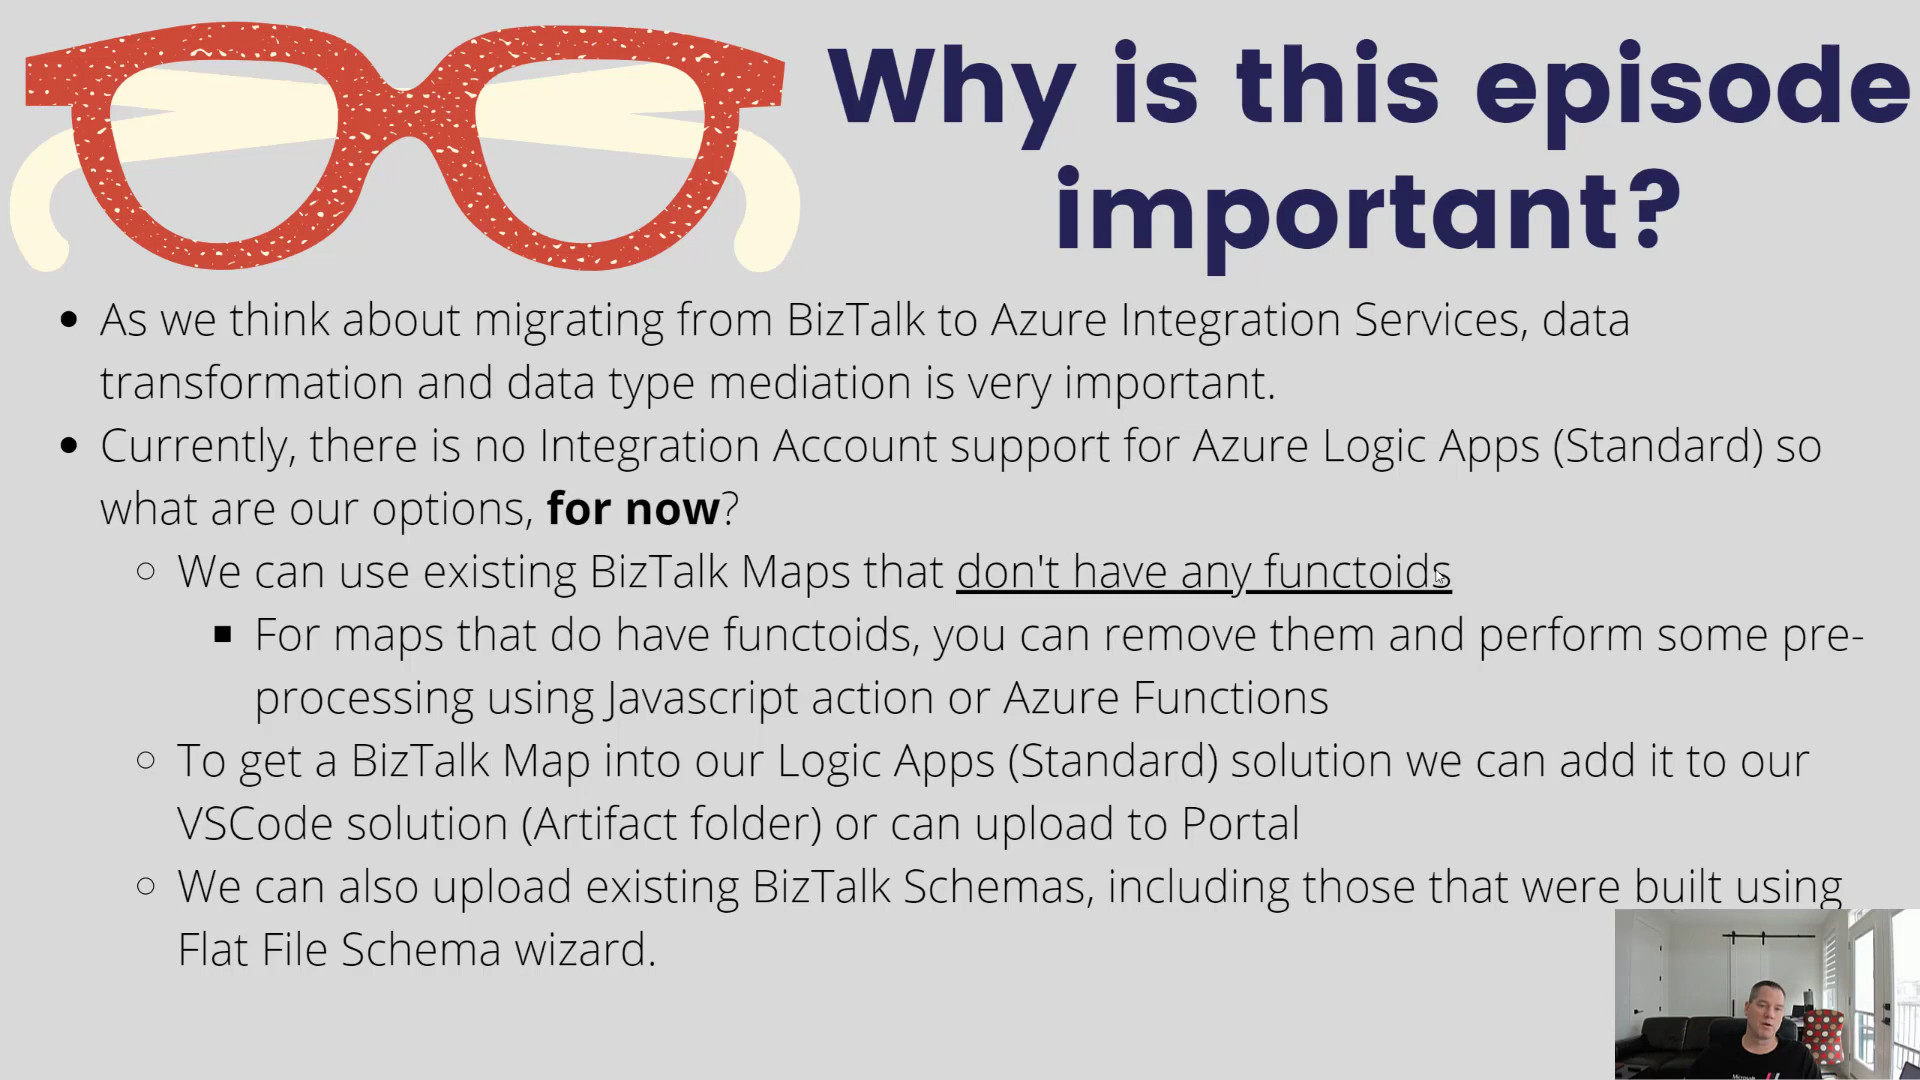 Why is this episode
important?
As we think about migrating from BizTalk to Azure Integration Services, data
transformation and data type mediation is very important.
Currently, there is no Integration Account support for Azure Logic Apps (Standard) so
what are our options, for now?
We can use existing BizTalk Maps that don't have any functoids
For maps that do have functoids, you can remove them and perform some pre-
processing using Javascript action or Azure Functions
To get a BizTalk Map into our Logic Apps (Standard) solution we can add it to our
VSCode solution (Artifact folder) or can upload to Portal
We can also upload existing BizTalk Schemas, including those that were built using
Flat File Schema wizard.